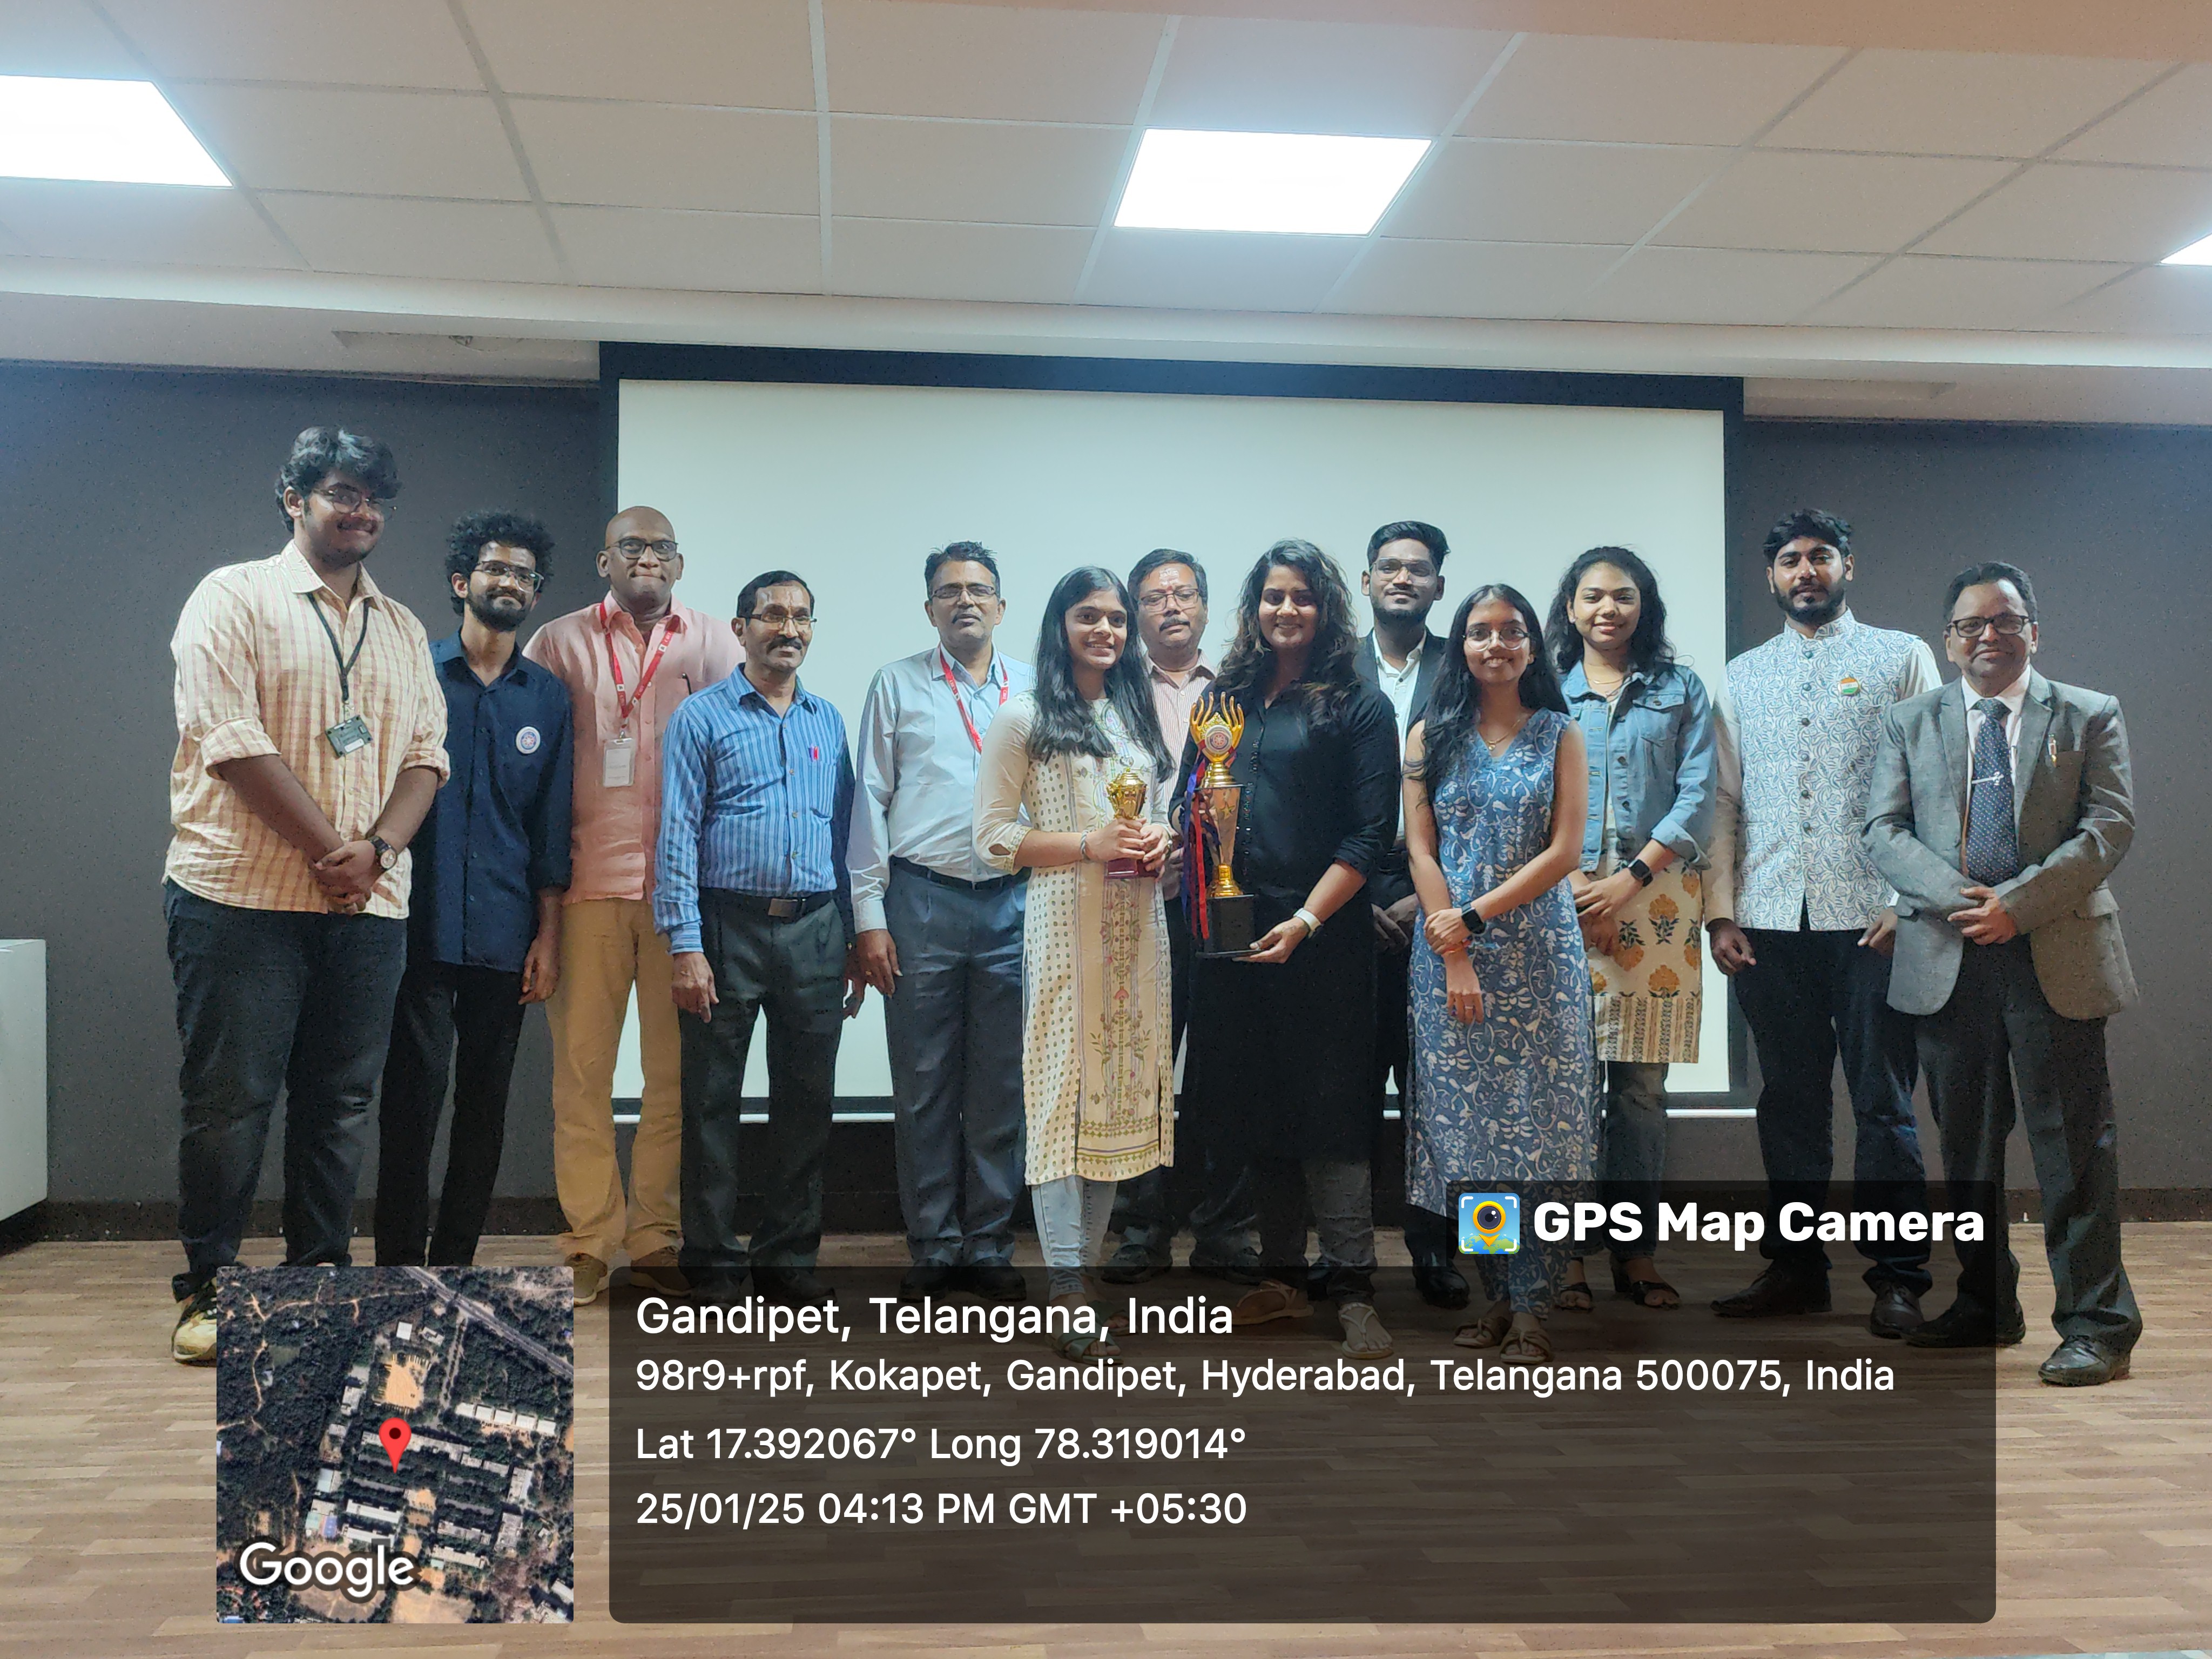 GPS Map Camera
Gandipet, Telangana, India
98r9+rpf, Kokapet, Gandipet, Hyderabad, Telangana 500075, India
Lat 17.392067° Long 78.319014°
25/01/25 04:13 PM GMT +05:30
Google